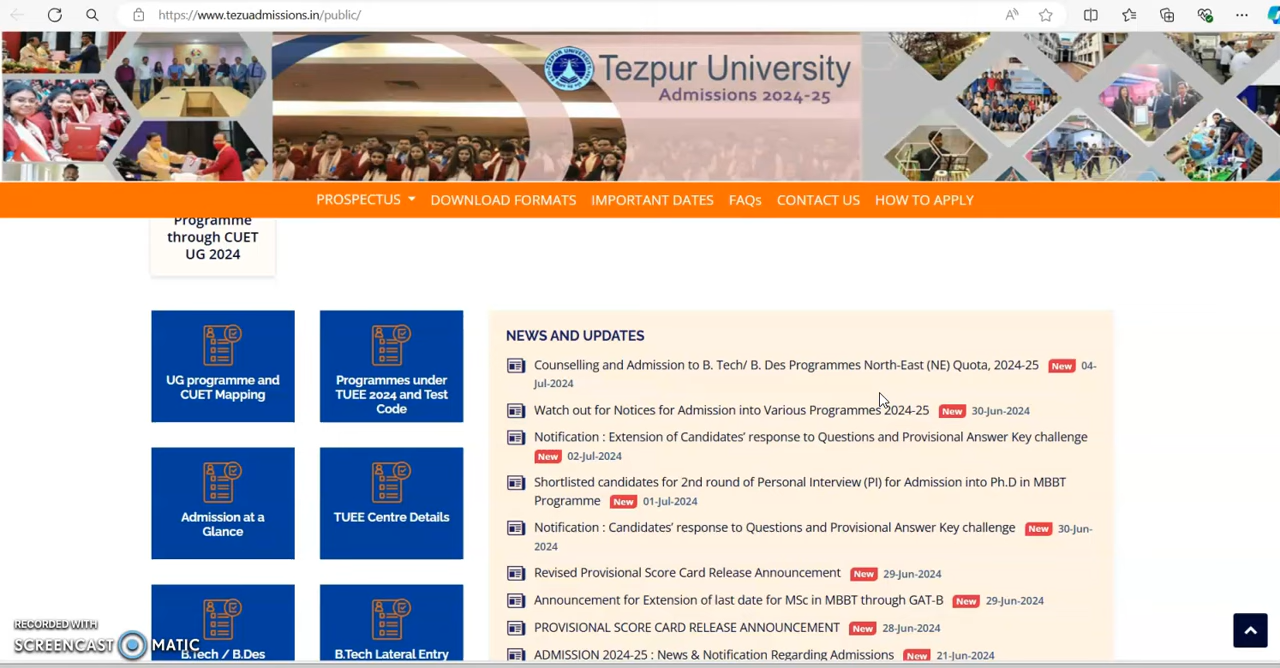 https://www.tezuadmissions.in/public/
Tezpur University
Admissions 2024-25
PROSPECTUS DOWNLOAD FORMATS IMPORTANT DATES FAQs CONTACT US HOW TO APPLY
Programme
through CUET
UG 2024
UG programme and
CUET Mapping
Programmes under
TUEE 2024 and Test
Code
Admission at a
Glance
TUEE Centre Details
B.Tech / B.Des
B.Tech Lateral Entry
NEWS AND UPDATES
Counselling and Admission to B. Tech/ B. Des Programmes North-East (NE) Quota, 2024-25 New 04-
Jul-2024
Watch out for Notices for Admission into Various Programmes 2024-25 New 30-Jun-2024
Notification : Extension of Candidates' response to Questions and Provisional Answer Key challenge
New 02-Jul-2024
Shortlisted candidates for 2nd round of Personal Interview (PI) for Admission into Ph.D in MBBT
Programme New 01-Jul-2024
Notification : Candidates' response to Questions and Provisional Answer Key challenge New 30-Jun-
2024
Revised Provisional Score Card Release Announcement New 29-Jun-2024
Announcement for Extension of last date for MSc in MBBT through GAT-B New 29-Jun-2024
PROVISIONAL SCORE CARD RELEASE ANNOUNCEMENT New 28-Jun-2024
ADMISSION 2024-25 : News & Notification Regarding Admissions New 21-Jun-2024
RECORDED WITH
SCREENCAST MATIC